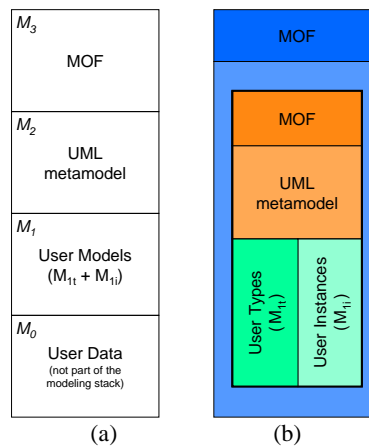 M3
MOF
M2
UML
metamodel
M1
User Models
(M1t + M1i)
M0
User Data
(not part of the
modeling stack)
(a)
MOF
MOF
UML
metamodel
User Types
(M1t)
User Instances
(M1i)
(b)